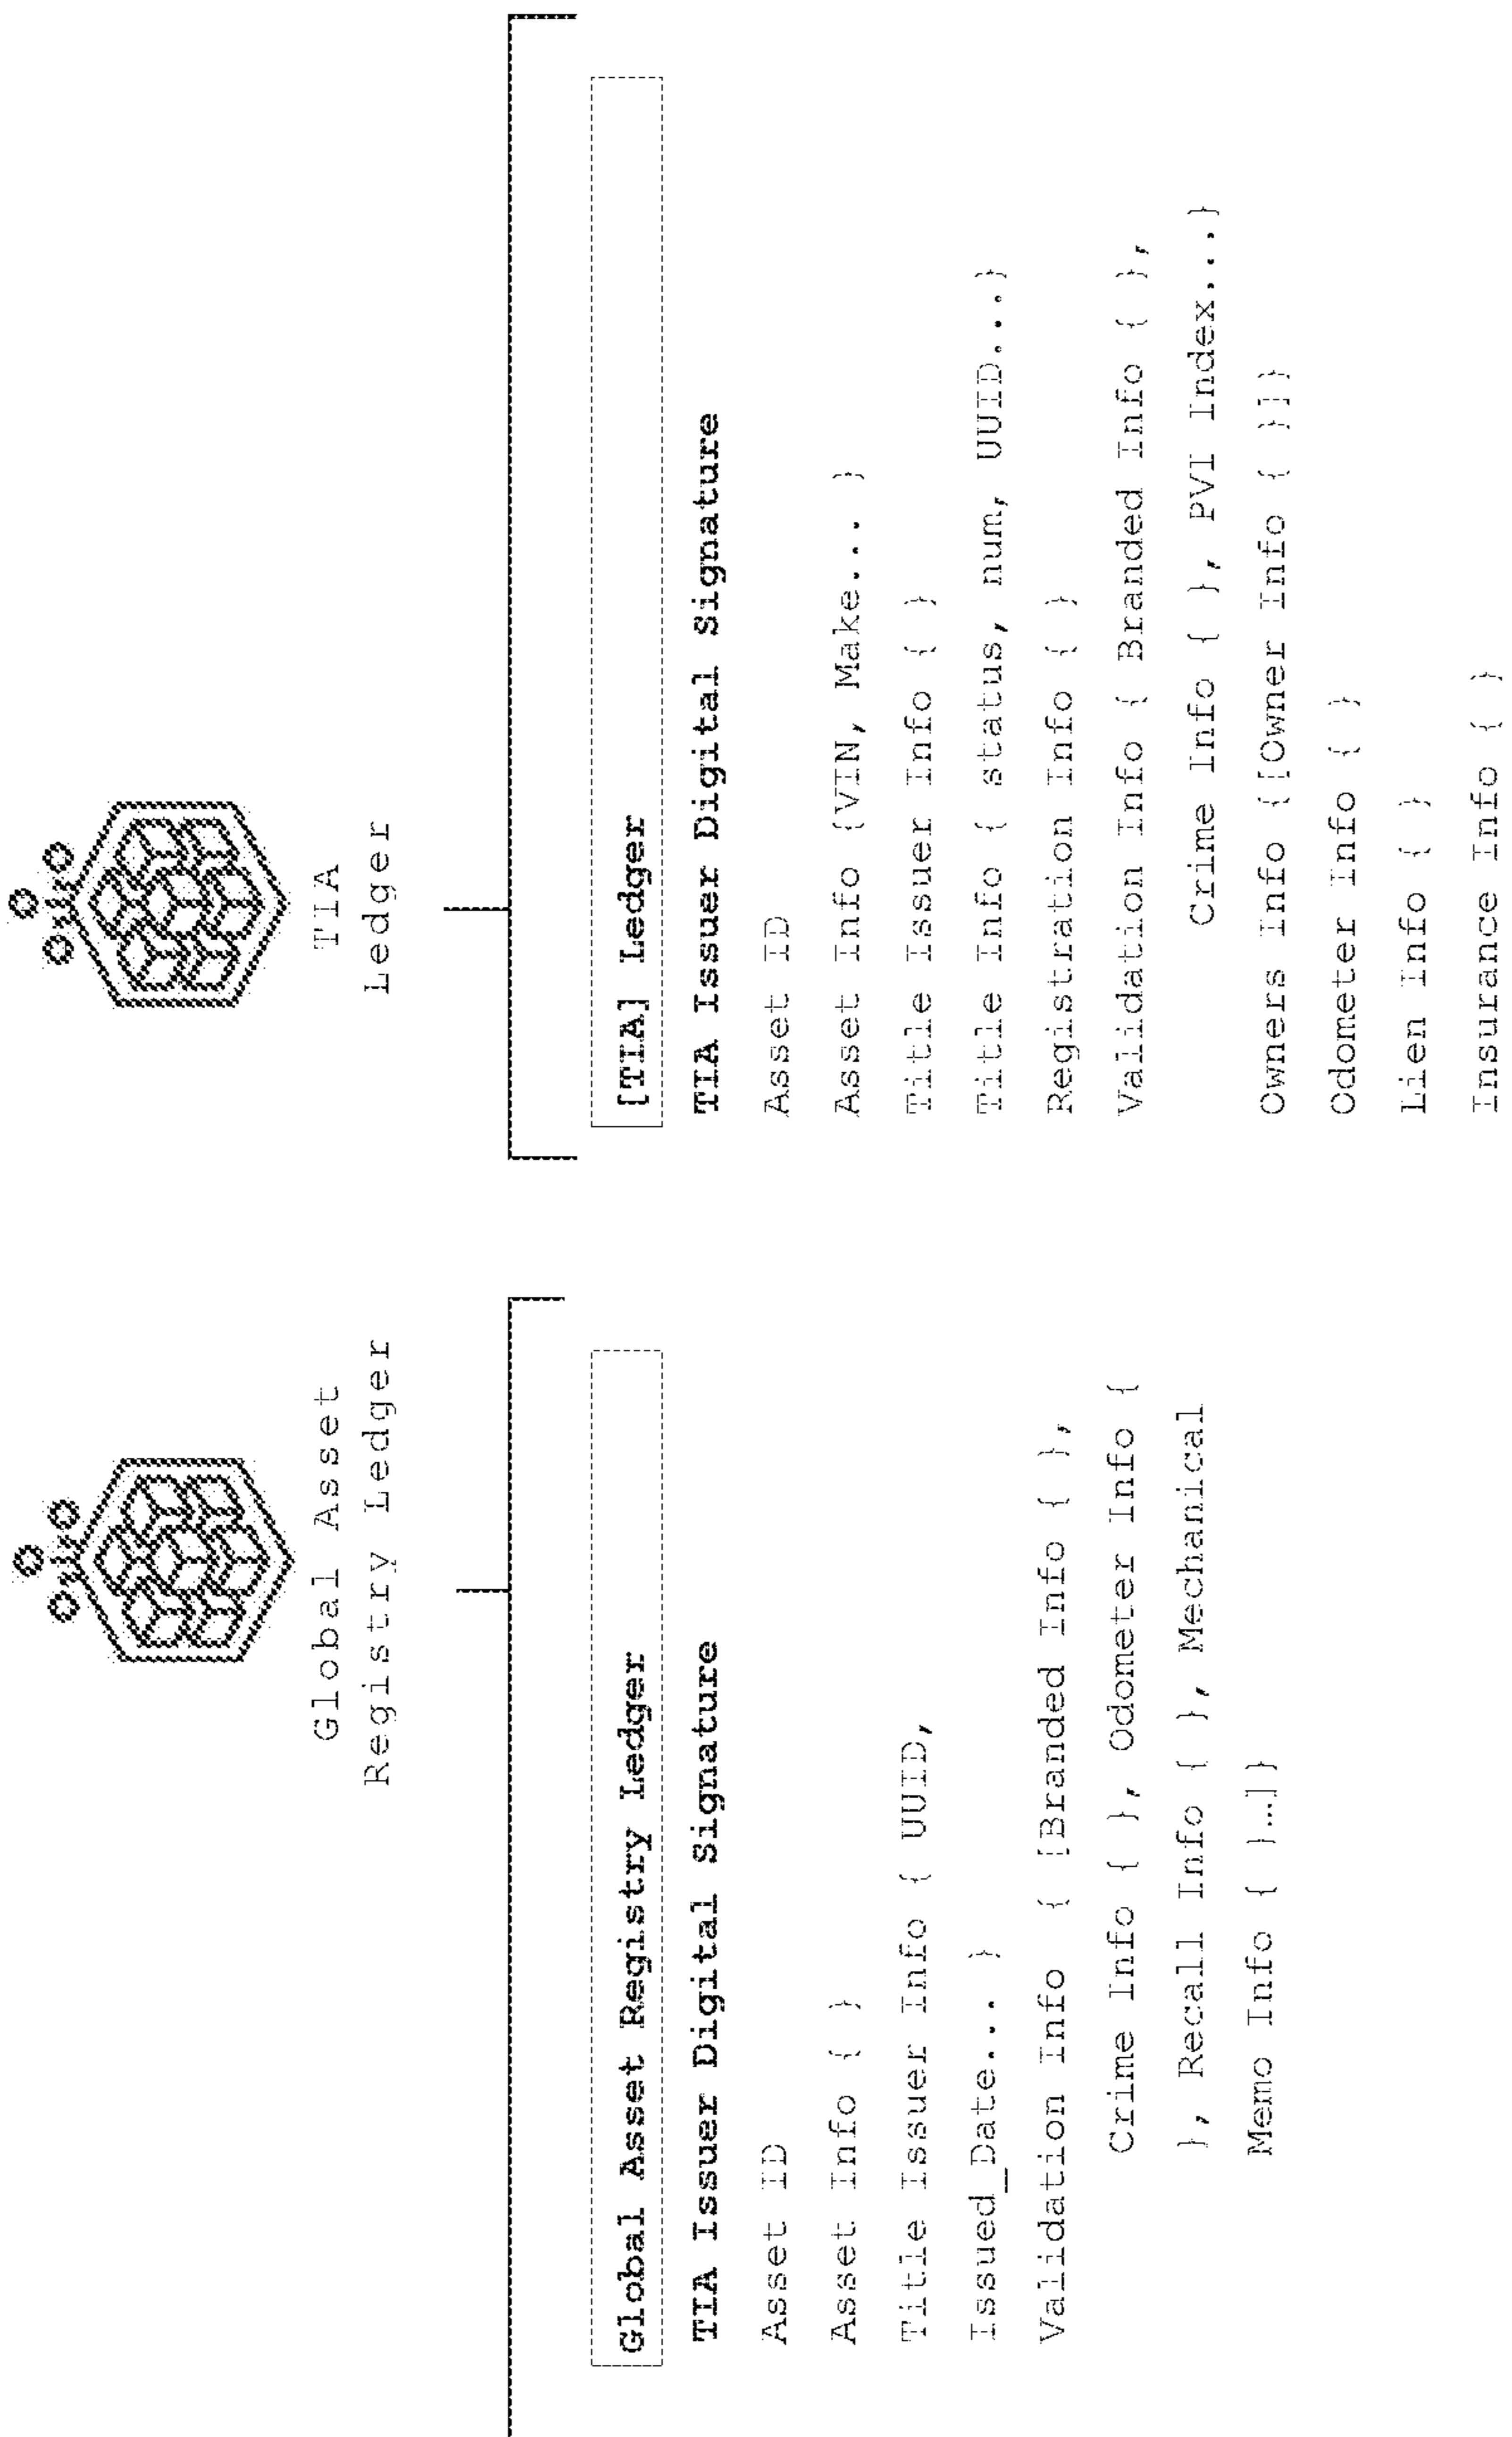 Global Asset
Registry Ledger
Global Asset Registry Ledger
TIA Issuer Digital Signature
Asset ID
Asset Info { }
Title Issuer Info { UUID,
Issued_Date... }
Validation Info { [Branded Info { },
Crime Info { }, Odometer Info {
}, Recall Info { }, Mechanical
Memo Info { }…]}
TIA
Ledger
[TIA] Ledger
TIA Issuer Digital Signature
Asset ID
Asset Info {VIN, Make... }
Title Issuer Info { }
Title Info { status, num, UUID...}
Registration Info { }
Validation Info { Branded Info { },
Crime Info { }, PVI Index...}
Owners Info {[Owner Info { }]}
Odometer Info { }
Lien Info { }
Insurance Info { }